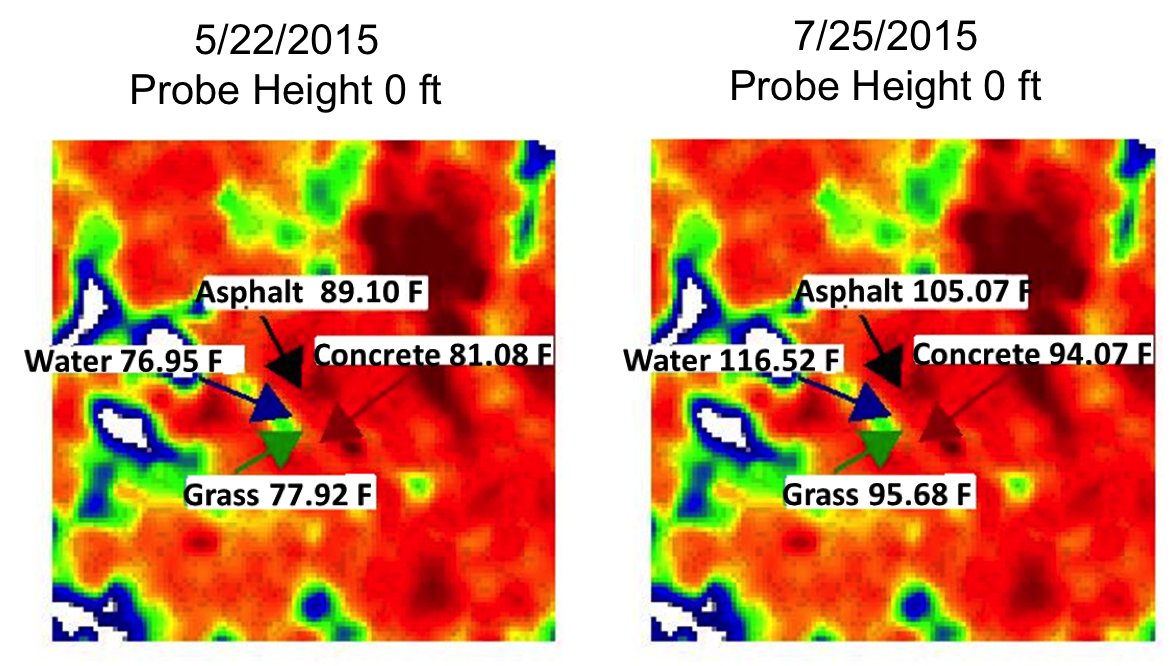 5/22/2015
Probe Height 0 ft
Asphalt 89.10 F
Water 76.95 F
Concrete 81.08 F
Grass 77.92 F
7/25/2015
Probe Height 0 ft
Asphalt 105.07 F
Water 116.52 F
Concrete 94.07 F
Grass 95.68 F